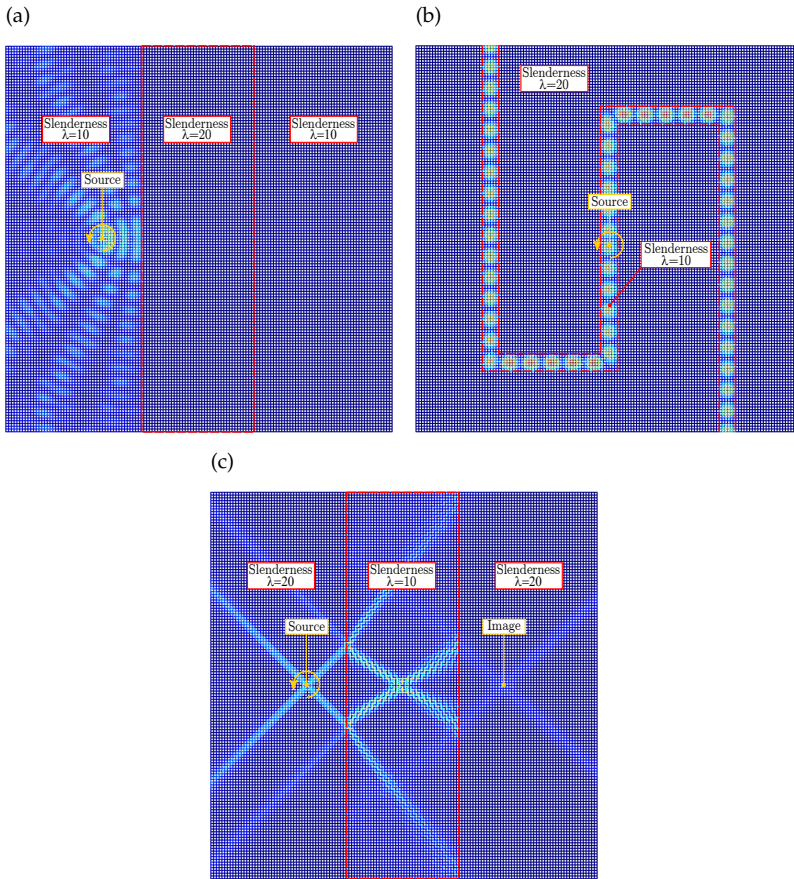 (a)
(b)
Slenderness
λ=10
Slenderness
λ=20
Slenderness
λ=10
Source
Slenderness
λ=20
Source
Slenderness
λ=10
(c)
Slenderness
λ=20
Slenderness
λ=10
Slenderness
λ=20
Source
Image